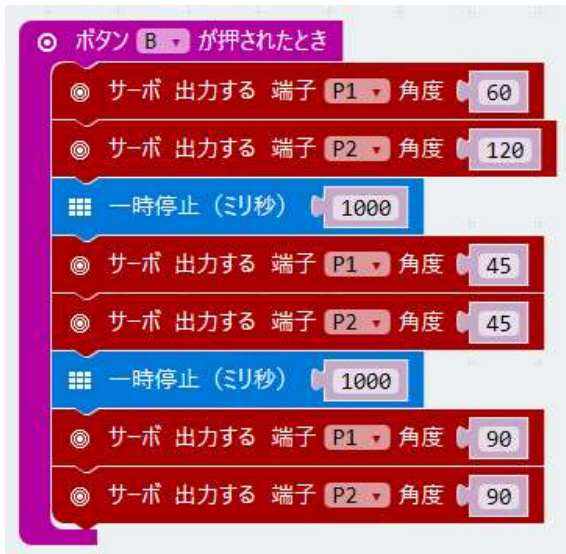 ボタン B が押されたとき
サーボ 出力する 端子 P1 角度 60
サーボ 出力する 端子 P2 角度 120
一時停止（ミリ秒） 1000
サーボ 出力する 端子 P1 角度 45
サーボ 出力する 端子 P2 角度 45
一時停止（ミリ秒） 1000
サーボ 出力する 端子 P1 角度 90
サーボ 出力する 端子 P2 角度 90